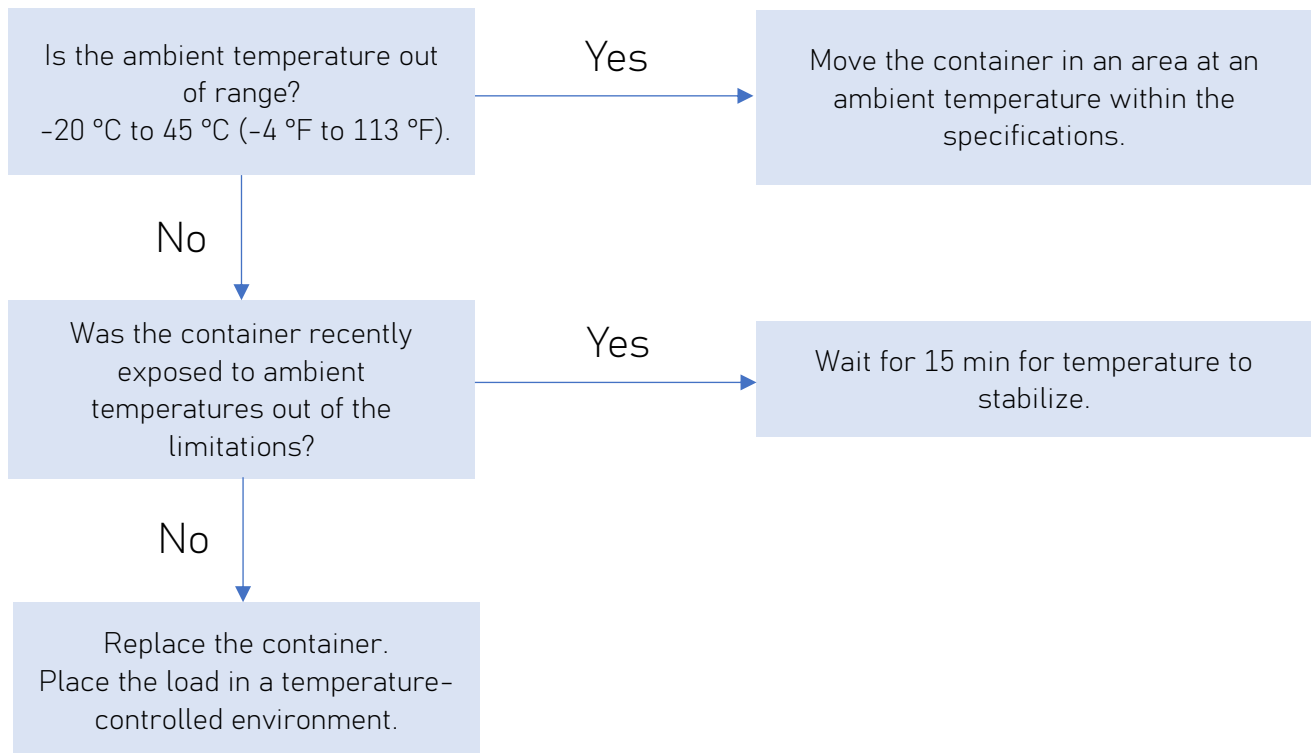 Is the ambient temperature out
of range?
-20 °C to 45 °C (-4 °F to 113 °F).
Yes
Move the container in an area at an
ambient temperature within the
specifications.
No
Was the container recently
exposed to ambient
temperatures out of the
limitations?
Yes
Wait for 15 min for temperature to
stabilize.
No
Replace the container.
Place the load in a temperature-
controlled environment.